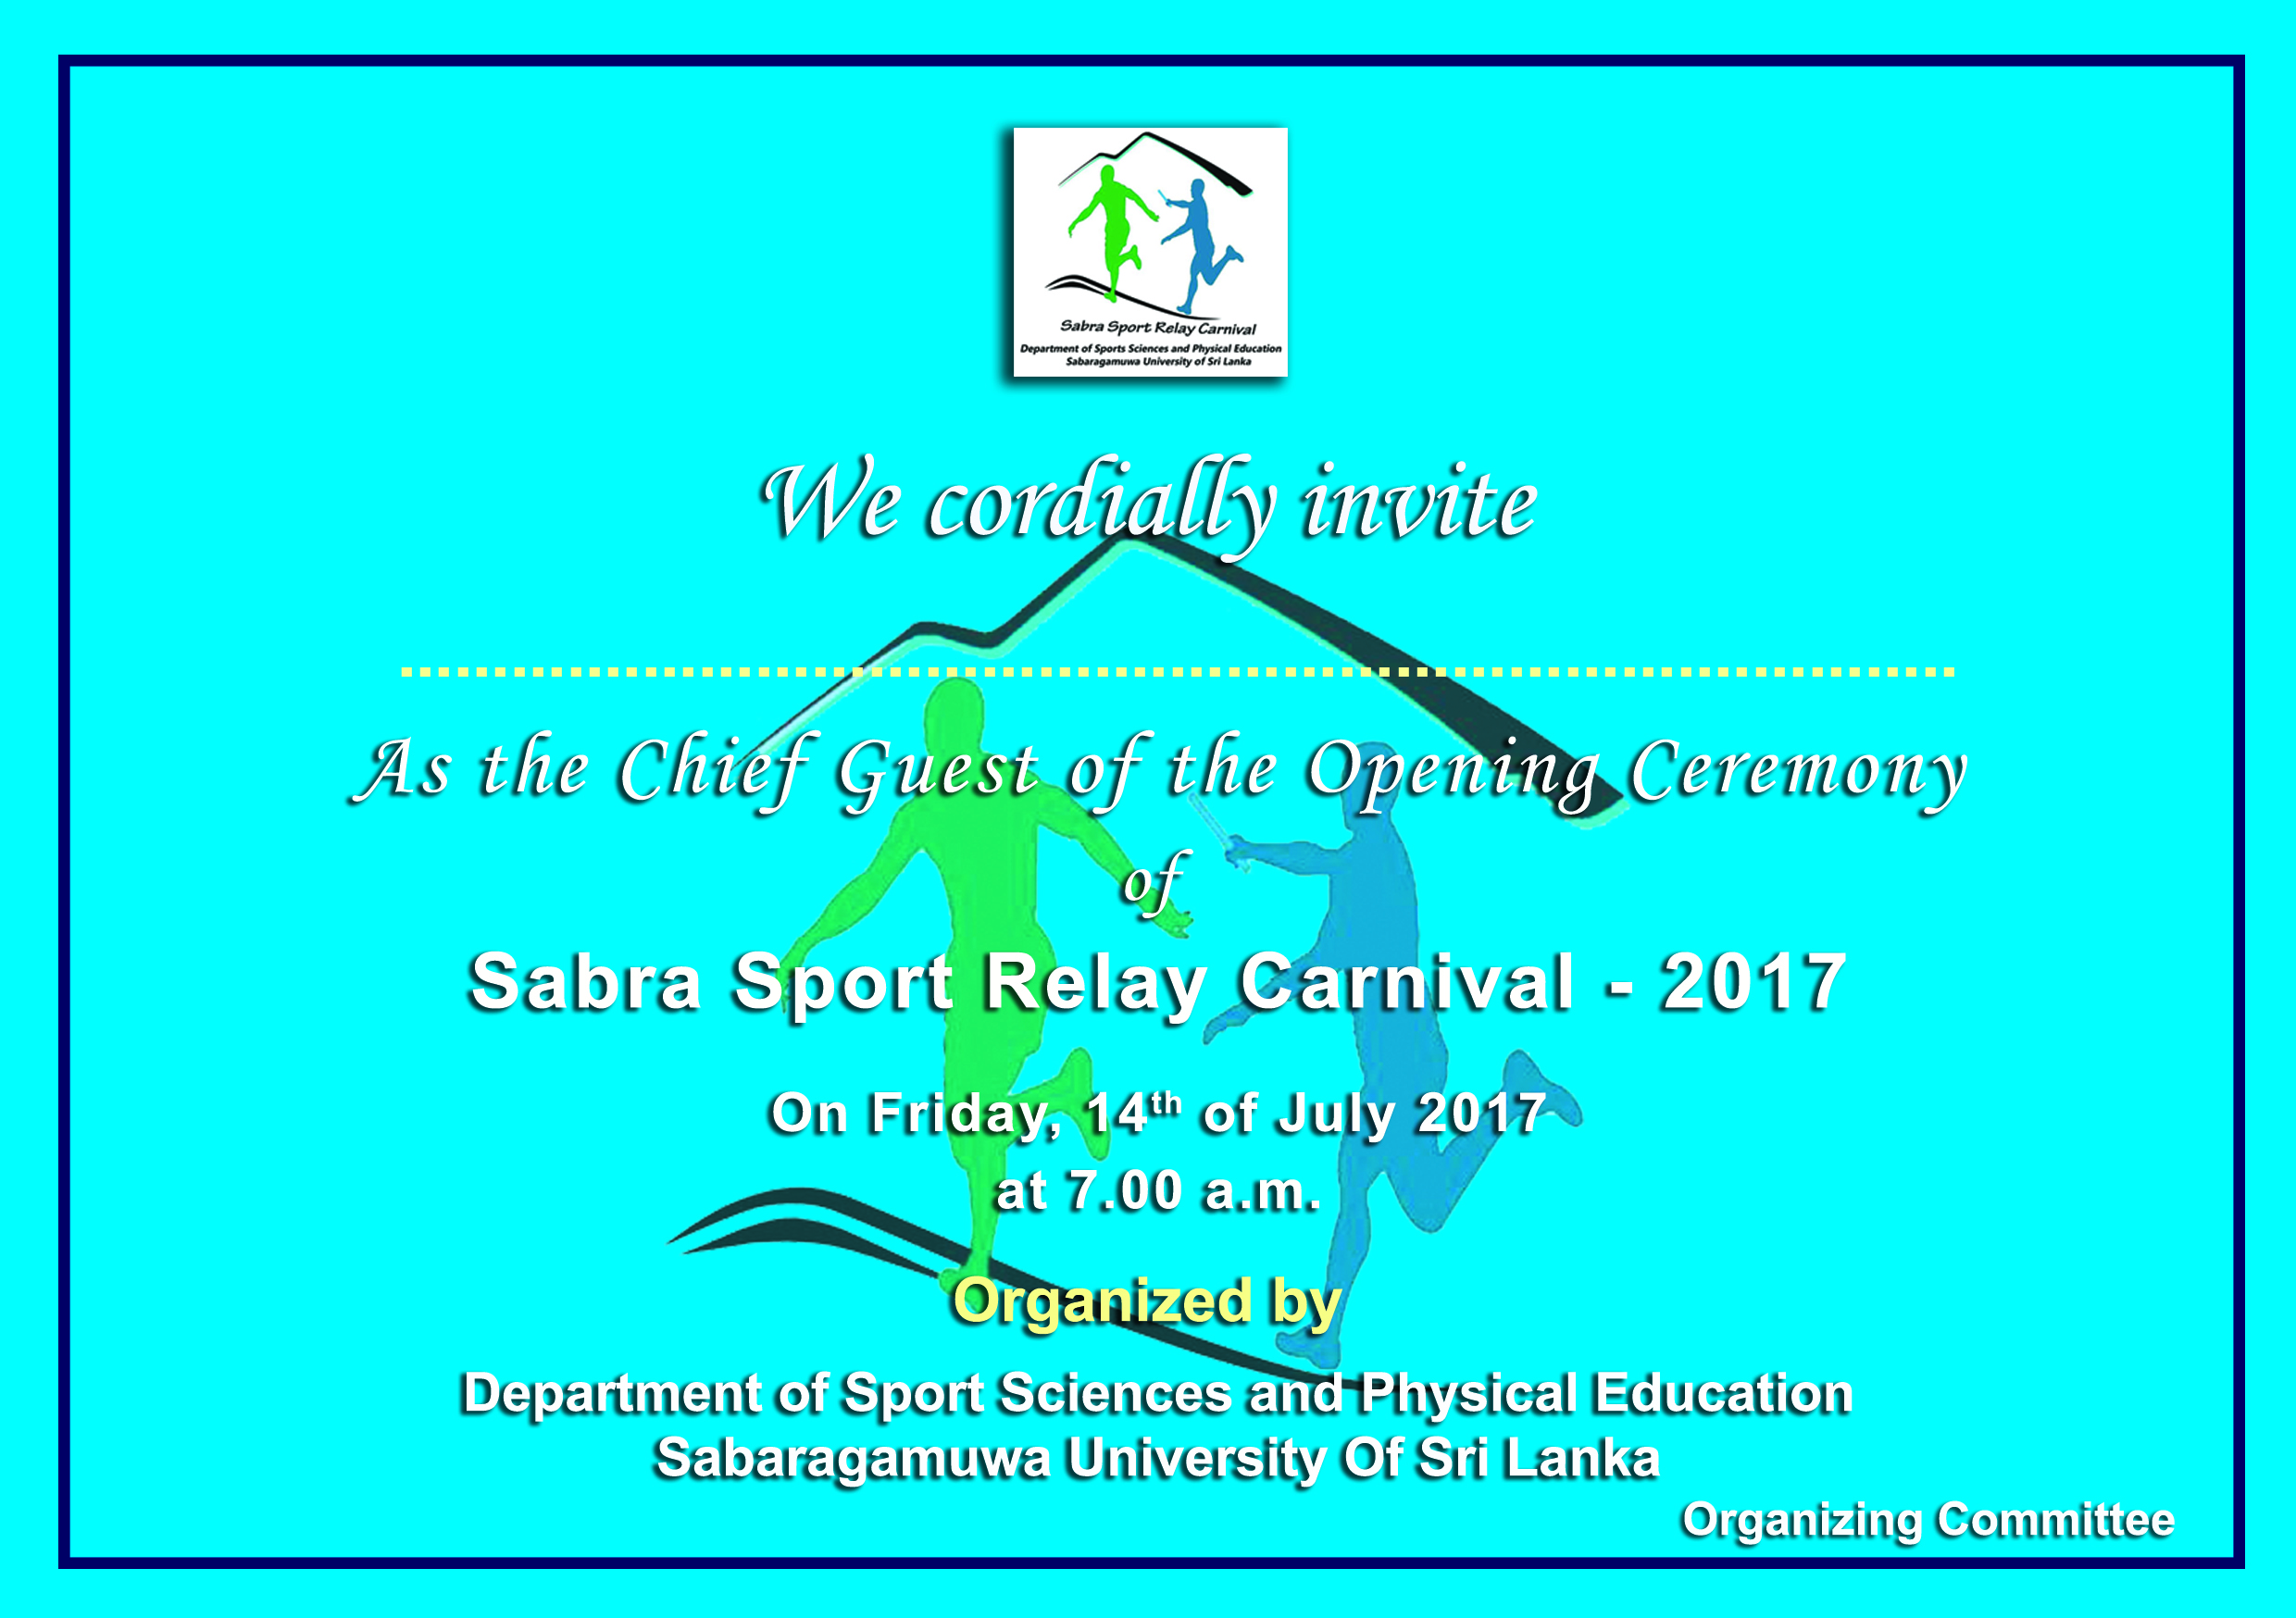 Sabra Sport Relay Carnival
Department of Sports Sciences and Physical Education
Sabaragamuwa University of Sri Lanka
We cordially invite
As the Chief Guest of the Opening Ceremony
of
Sabra Sport Relay Carnival - 2017
On Friday, 14th of July 2017
at 7.00 a.m.
Organized by
Department of Sport Sciences and Physical Education
Sabaragamuwa University Of Sri Lanka
Organizing Committee